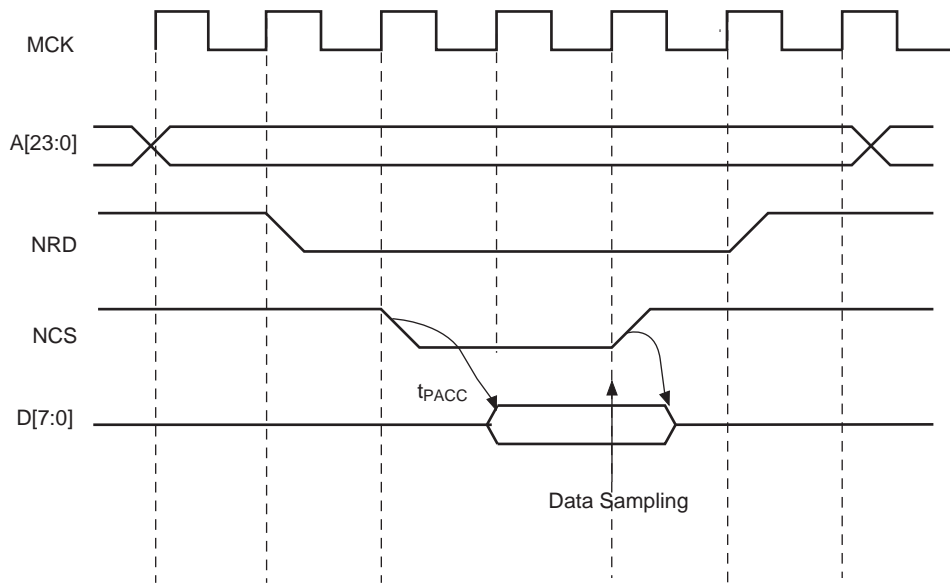 MCK
A[23:0]
NRD
NCS
tPACC
D[7:0]
Data Sampling